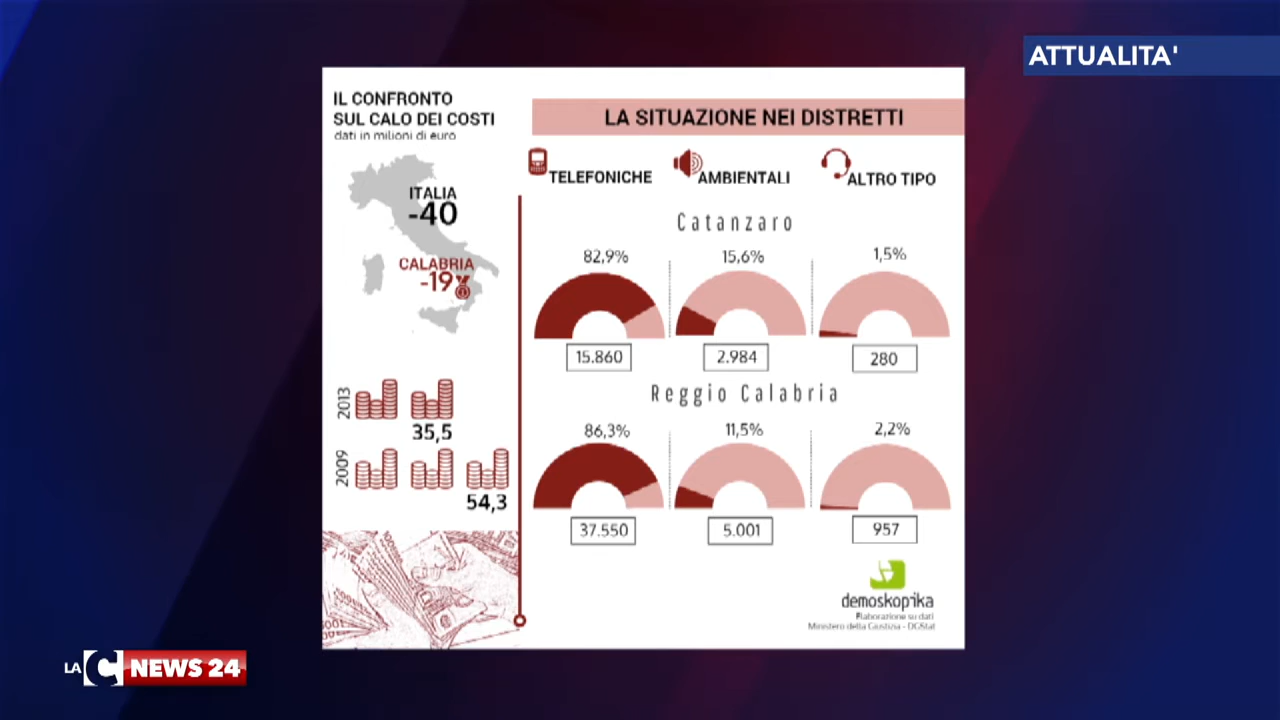 ATTUALITA'
IL CONFRONTO
SUL CALO DEI COSTI
dati in milioni di euro
ITALIA
-40
CALABRIA
-19
2013
35,5
2009
54,3
LA SITUAZIONE NEI DISTRETTI
TELEFONICHE
AMBIENTALI
ALTRO TIPO
Catanzaro
82,9%
15,6%
1,5%
15.860
2.984
280
Reggio Calabria
86,3%
11,5%
2,2%
37.550
5.001
957
demoskopika
Elaborazione su dati
Ministero della Giustizia - DGStat
LA C NEWS 24